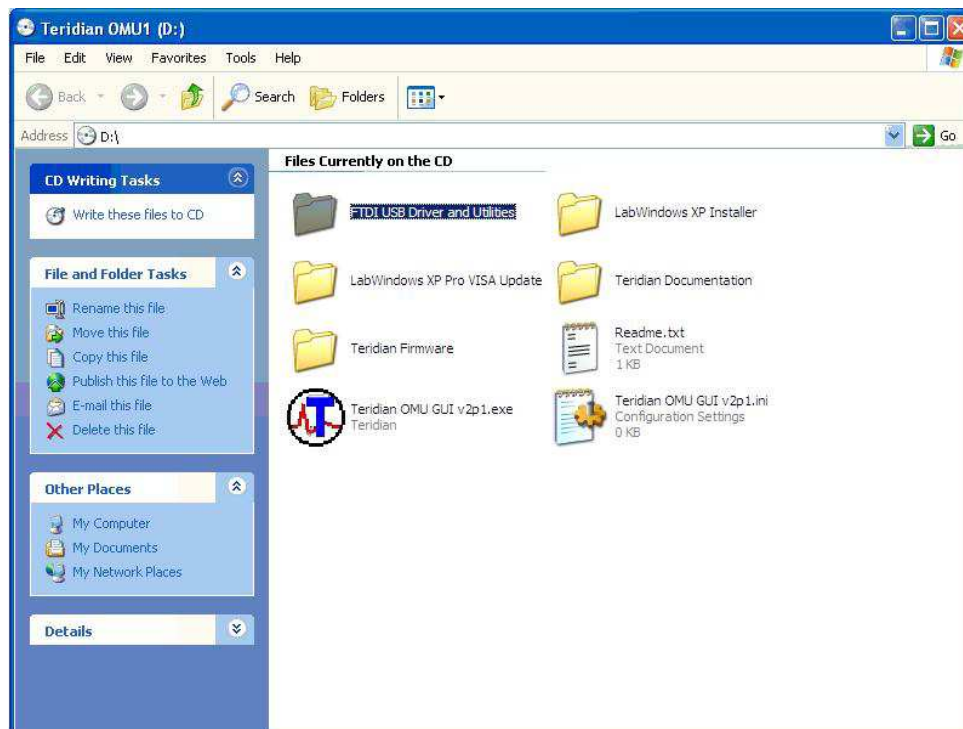 Teridian OMU1 (D:)
File Edit View Favorites Tools Help
Back Search Folders
Address D:\ Go
CD Writing Tasks
Write these files to CD
File and Folder Tasks
Rename this file
Move this file
Copy this file
Publish this file to the Web
E-mail this file
Delete this file
Other Places
My Computer
My Documents
My Network Places
Details
Files Currently on the CD
FTDI USB Driver and Utilities
LabWindows XP Installer
LabWindows XP Pro VISA Update
Teridian Documentation
Teridian Firmware
Readme.txt
Text Document
1 KB
Teridian OMU GUI v2p1.exe
Teridian
Teridian OMU GUI v2p1.ini
Configuration Settings
0 KB